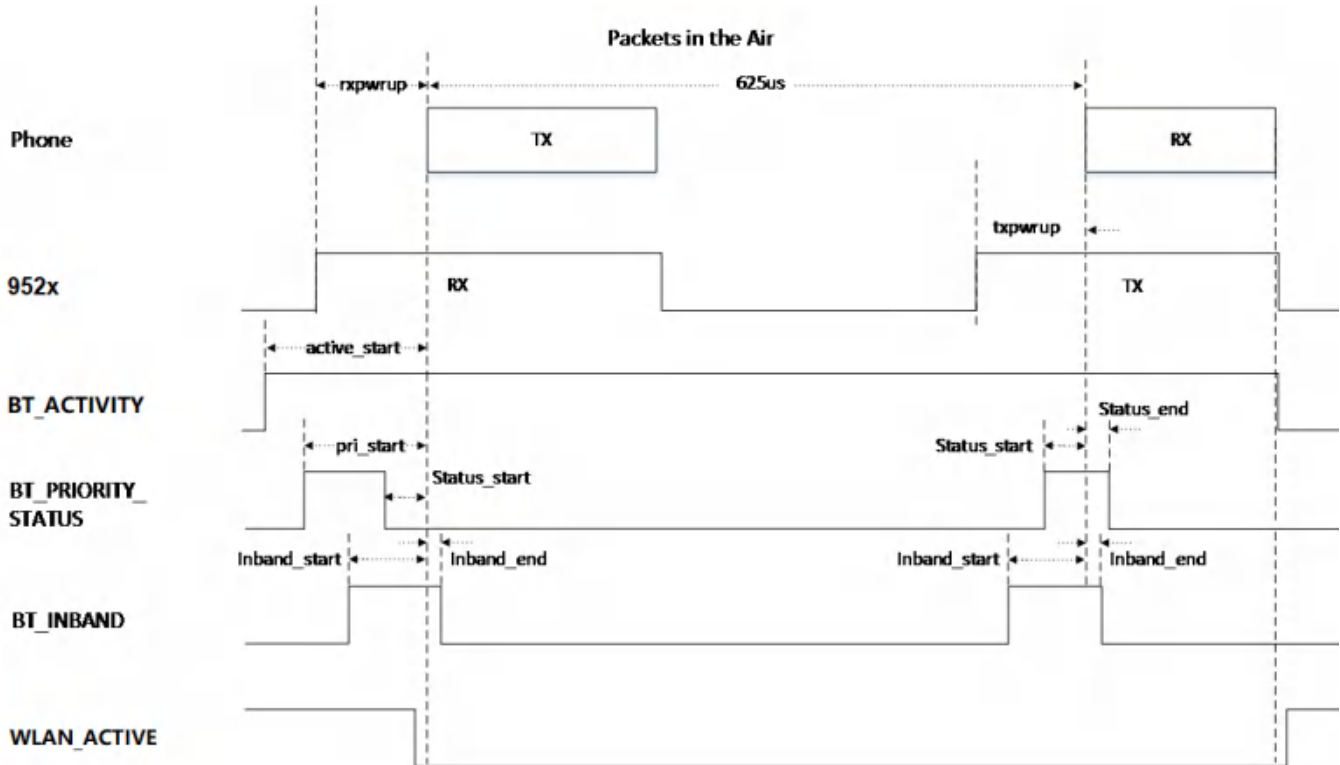 Packets in the Air
rxpwrup
625us
Phone
TX
RX
txpwrup
952x
RX
TX
active_start
BT_ACTIVITY
Status_end
pri_start
Status_start
Status_start
BT_PRIORITY_
STATUS
Inband_start
Inband_end
Inband_start
Inband_end
BT_INBAND
WLAN_ACTIVE